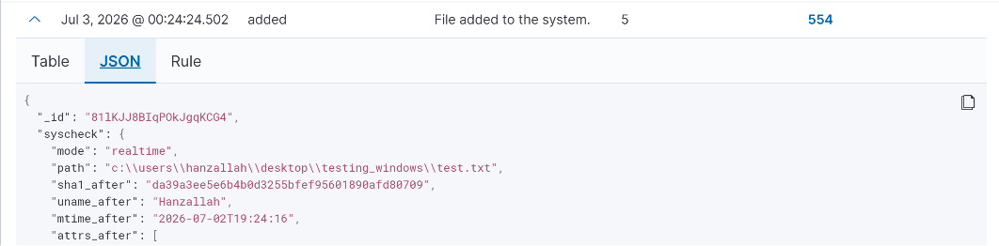 Jul 3, 2026 @ 00:24:24.502 added File added to the system. 5 554
Table JSON Rule
{
"_id": "81lKJJ8BIqPOkJgqKCG4",
"syscheck": {
"mode": "realtime",
"path": "c:\\users\\hanzallah\\desktop\\testing_windows\\test.txt",
"sha1_after": "da39a3ee5e6b4b0d3255bfef95601890afd80709",
"uname_after": "Hanzallah",
"mtime_after": "2026-07-02T19:24:16",
"attrs_after": [